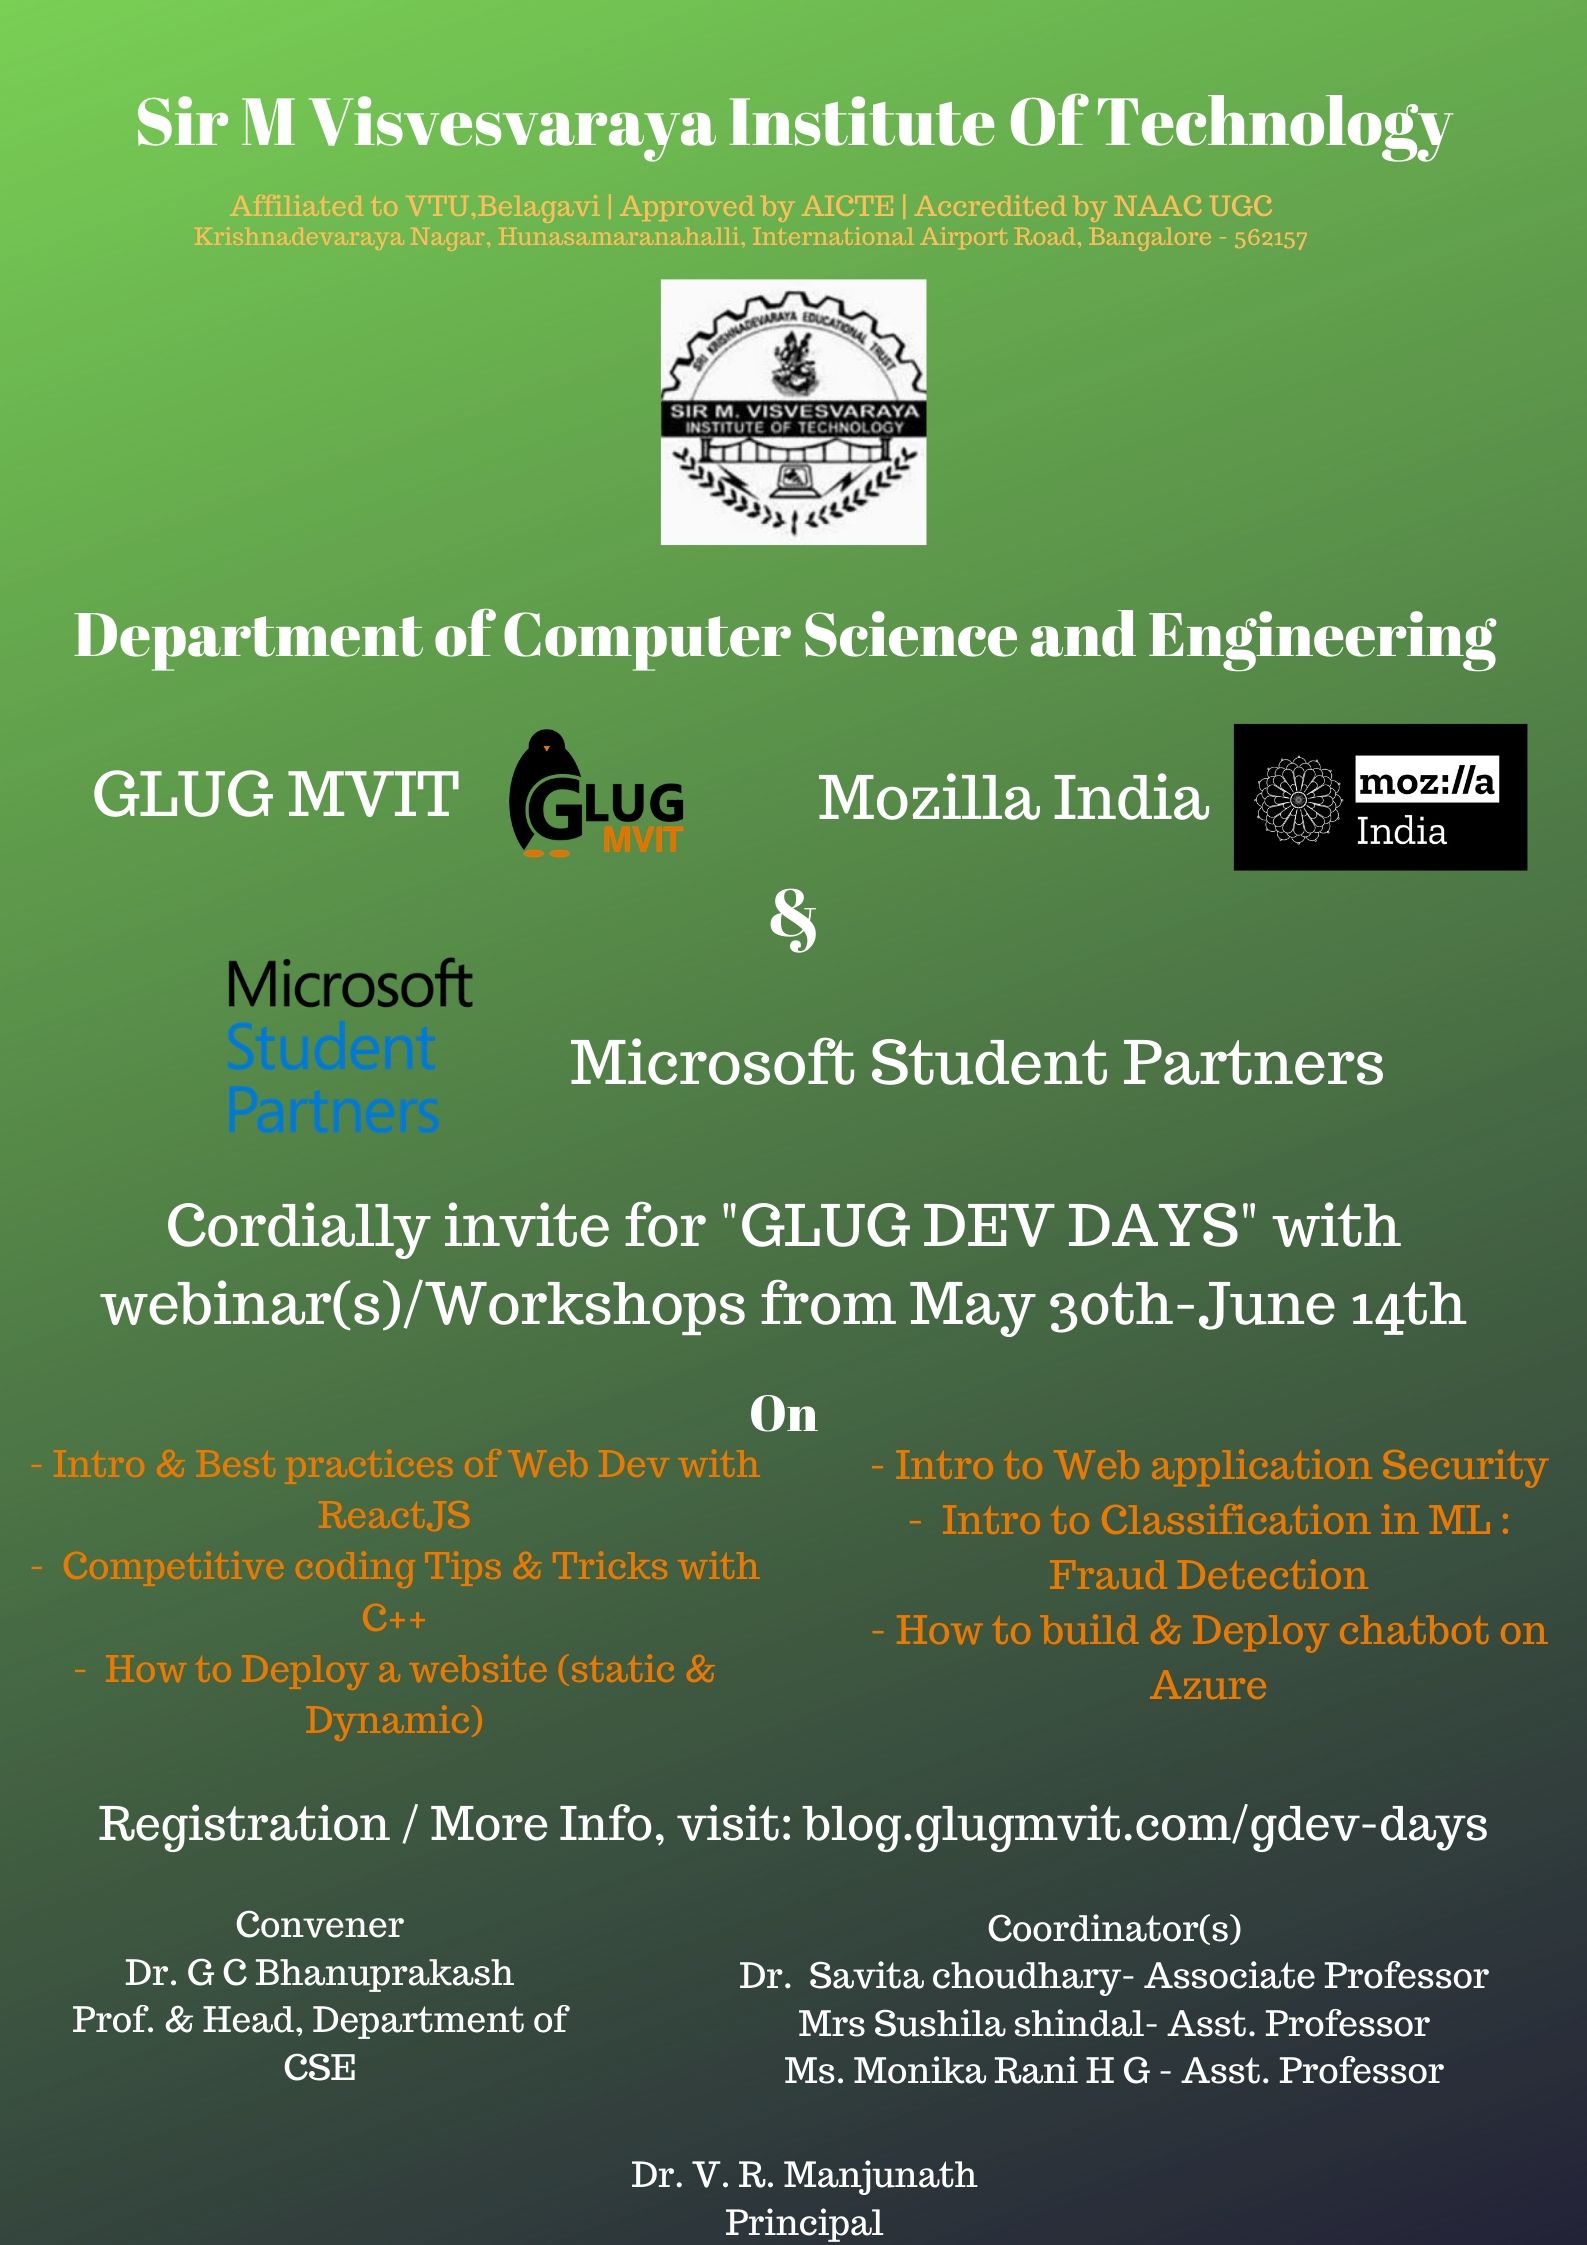 Sir M Visvesvaraya Institute Of Technology
Affiliated to VTU,Belagavi | Approved by AICTE | Accredited by NAAC UGC
Krishnadevaraya Nagar, Hunasamaranahalli, International Airport Road, Bangalore - 562157
SRI KRISHNADEVARAYA EDUCATIONAL TRUST
SIR M. VISVESVARAYA
INSTITUTE OF TECHNOLOGY
Department of Computer Science and Engineering
GLUG MVIT
GLUG
MVIT
Mozilla India
moz://a
India
&
Microsoft
Student
Partners
Microsoft Student Partners
Cordially invite for "GLUG DEV DAYS" with
webinar(s)/Workshops from May 30th-June 14th
On
- Intro & Best practices of Web Dev with
ReactJS
- Competitive coding Tips & Tricks with
C++
- How to Deploy a website (static &
Dynamic)
- Intro to Web application Security
- Intro to Classification in ML :
Fraud Detection
- How to build & Deploy chatbot on
Azure
Registration / More Info, visit: blog.glugmvit.com/gdev-days
Convener
Dr. G C Bhanuprakash
Prof. & Head, Department of
CSE
Coordinator(s)
Dr. Savita choudhary- Associate Professor
Mrs Sushila shindal- Asst. Professor
Ms. Monika Rani H G - Asst. Professor
Dr. V. R. Manjunath
Principal